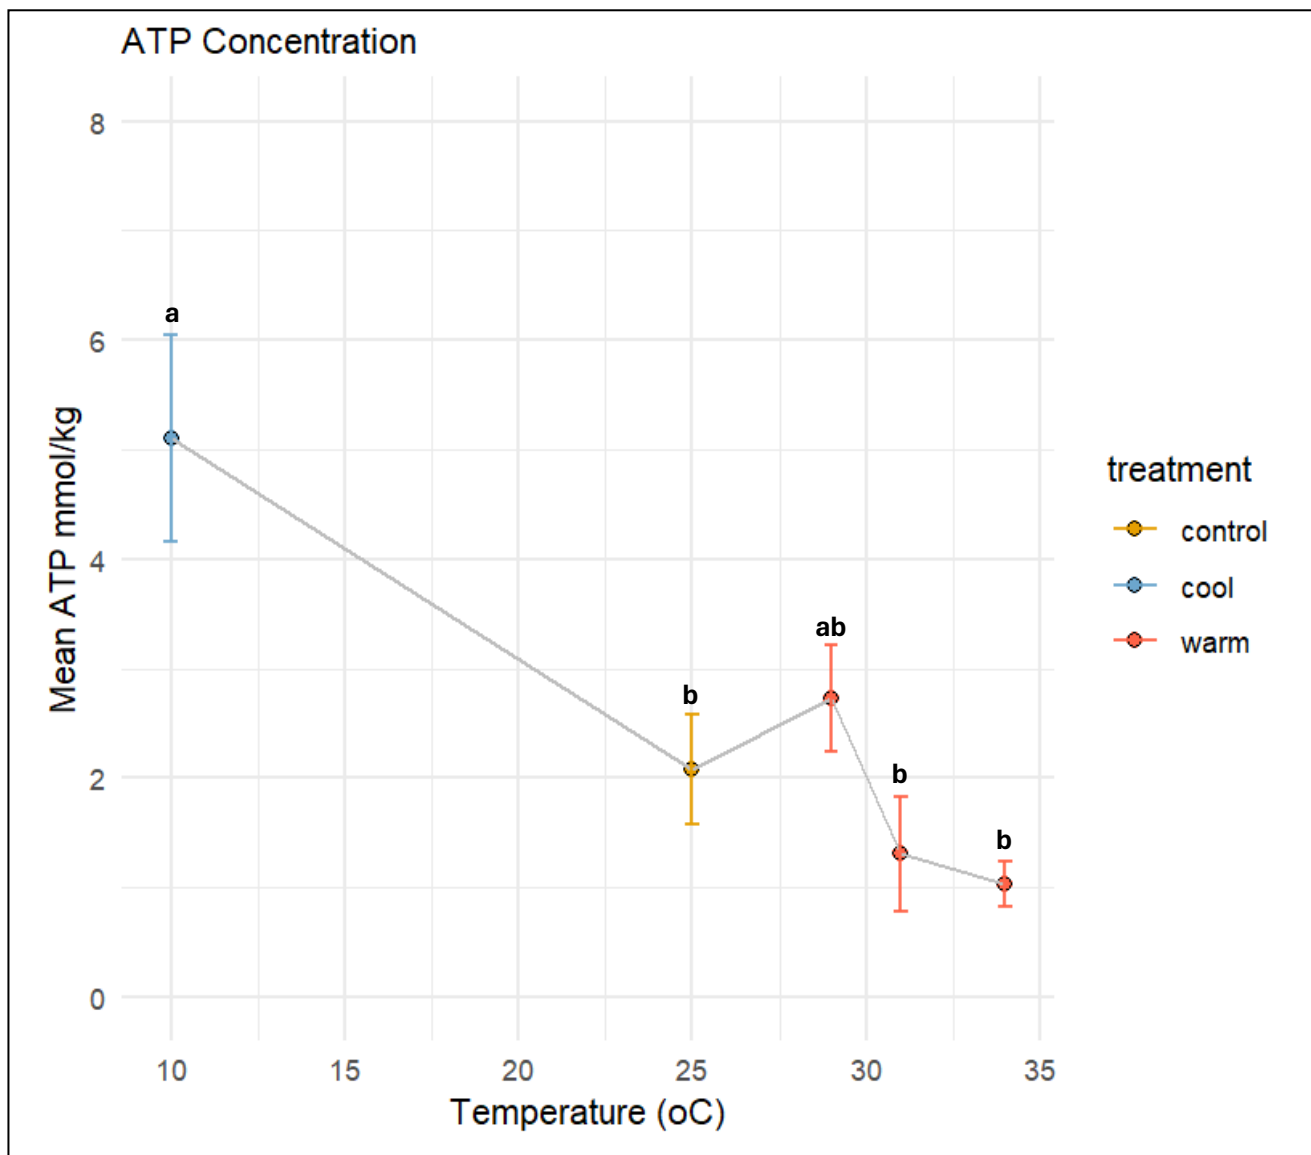 ATP Concentration
8
6
4
2
0
Mean ATP mmol/kg
a
b
ab
b
b
10 15 20 25 30 35
Temperature (oC)
treatment
control
cool
warm